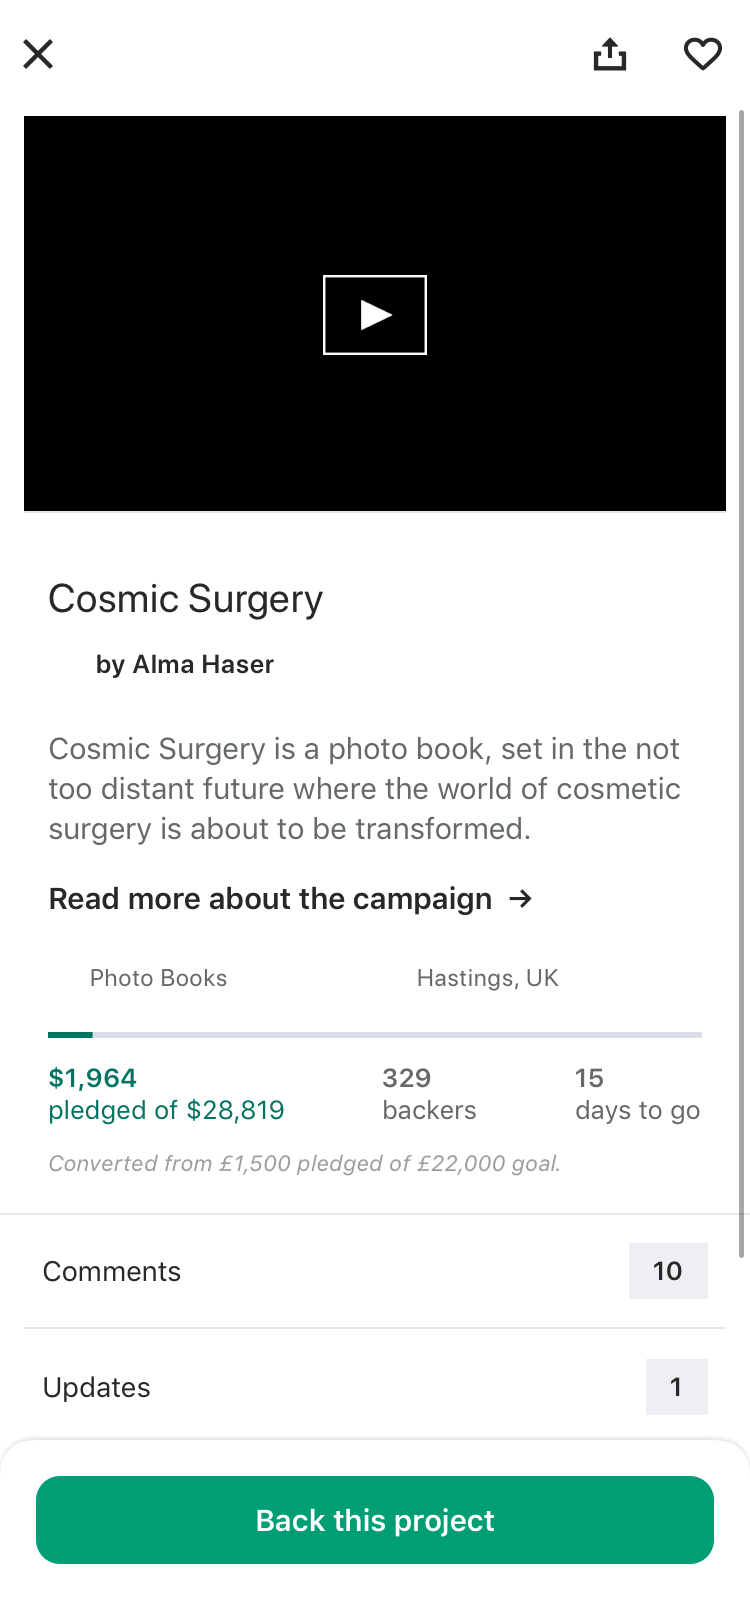 Cosmic Surgery
by Alma Haser
Cosmic Surgery is a photo book, set in the not
too distant future where the world of cosmetic
surgery is about to be transformed.
Read more about the campaign →
Photo Books
Hastings, UK
$1,964
pledged of $28,819
329
backers
15
days to go
Converted from £1,500 pledged of £22,000 goal.
Comments
10
Updates
1
Back this project